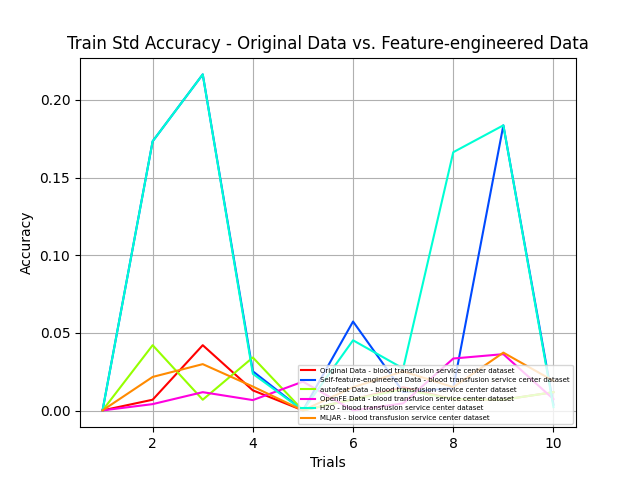 Train Std Accuracy - Original Data vs. Feature-engineered Data
Accuracy
0.20
0.15
0.10
0.05
0.00
Original Data - blood transfusion service center dataset
Self-feature-engineered Data - blood transfusion service center dataset
autofeat Data - blood transfusion service center dataset
OpenFE Data - blood transfusion service center dataset
H2O - blood transfusion service center dataset
MLJAR - blood transfusion service center dataset
2 4 6 8 10
Trials